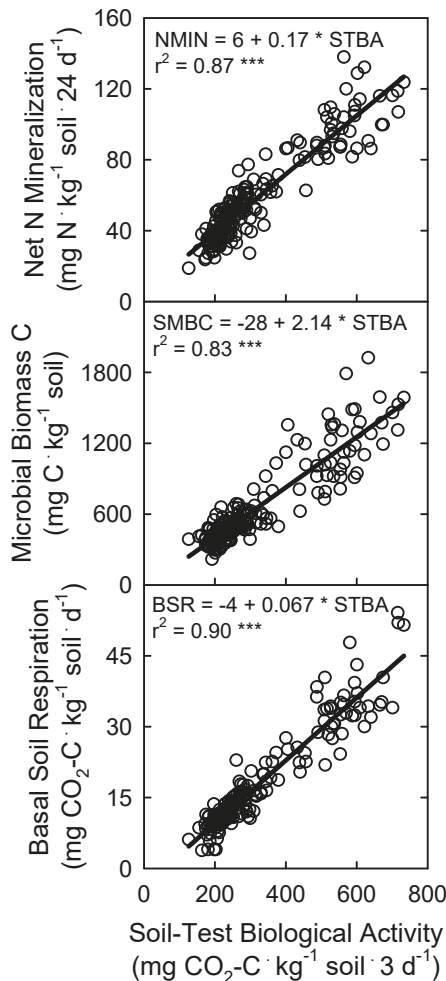 NMIN = 6 + 0.17 * STBA
r² = 0.87 ***
Net N Mineralization
(mg N · kg⁻¹ soil · 24 d⁻¹)
160
120
80
40
0
SMBC = -28 + 2.14 * STBA
r² = 0.83 ***
Microbial Biomass C
(mg C · kg⁻¹ soil)
1800
1200
600
0
BSR = -4 + 0.067 * STBA
r² = 0.90 ***
Basal Soil Respiration
(mg CO₂-C · kg⁻¹ soil · d⁻¹)
45
30
15
0
0 200 400 600 800
Soil-Test Biological Activity
(mg CO₂-C · kg⁻¹ soil · 3 d⁻¹)